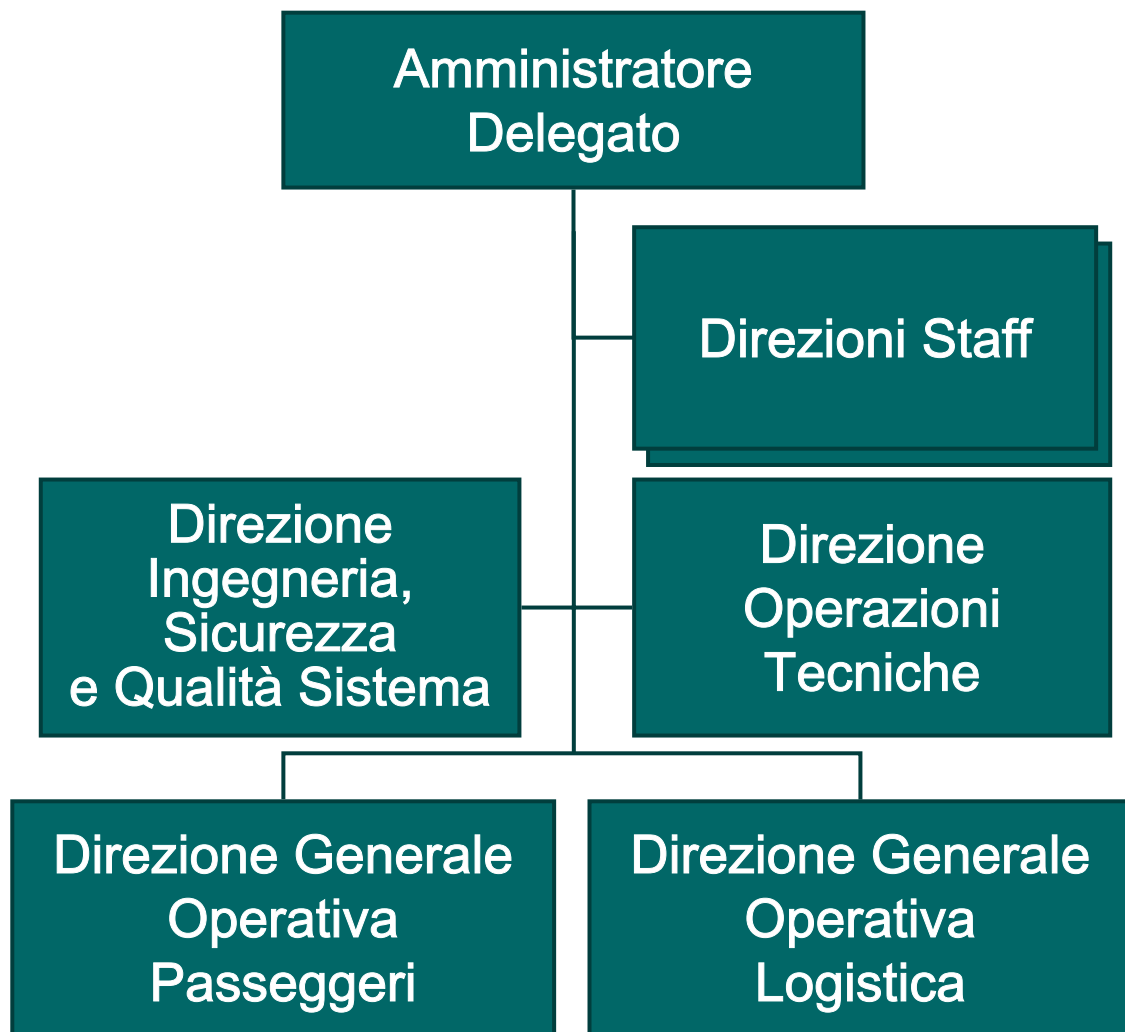 Amministratore
Delegato
Direzioni Staff
Direzione
Ingegneria,
Sicurezza
e Qualità Sistema
Direzione
Operazioni
Tecniche
Direzione Generale
Operativa
Passeggeri
Direzione Generale
Operativa
Logistica